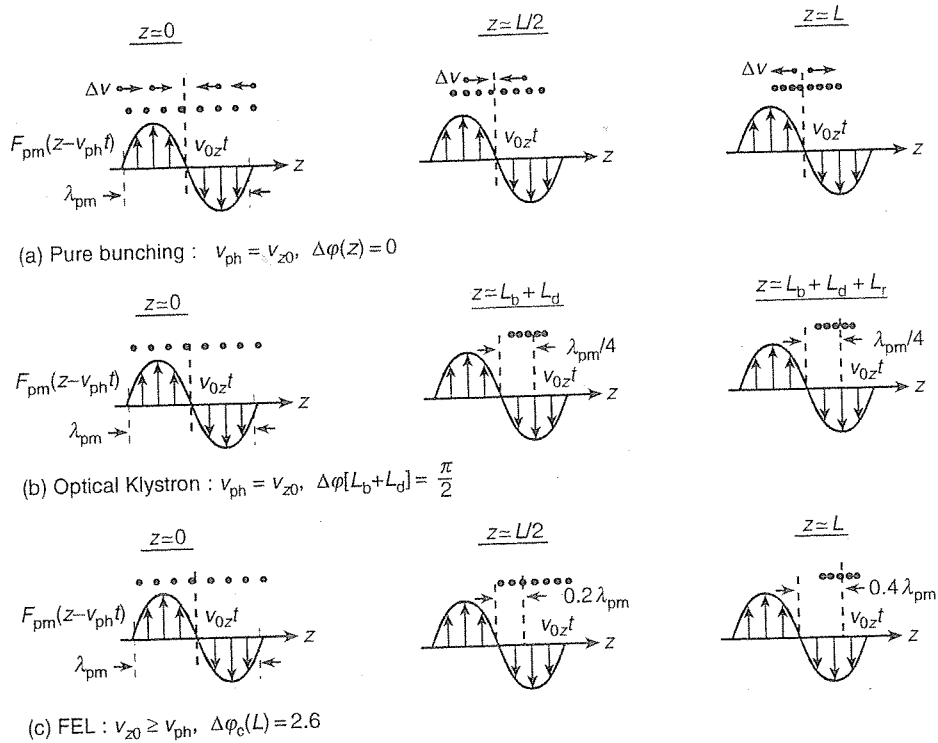 z≃0
z≃L/2
z≃L
Δv
Δv
Δv
F_pm(z–v_ph t)
v_0z t
z
v_0z t
z
v_0z t
z
λ_pm
(a) Pure bunching : v_ph = v_z0, Δφ(z) = 0
z≃0
z≃L_b + L_d
z≃L_b + L_d + L_r
λ_pm/4
λ_pm/4
F_pm(z–v_ph t)
v_0z t
z
v_0z t
z
v_0z t
z
λ_pm
(b) Optical Klystron : v_ph = v_z0, Δφ[L_b+L_d] = π/2
z≃0
z≃L/2
z≃L
0.2 λ_pm
0.4 λ_pm
F_pm(z–v_ph t)
v_0z t
z
v_0z t
z
v_0z t
z
λ_pm
(c) FEL : v_z0 ≥ v_ph, Δφ_c(L) = 2.6